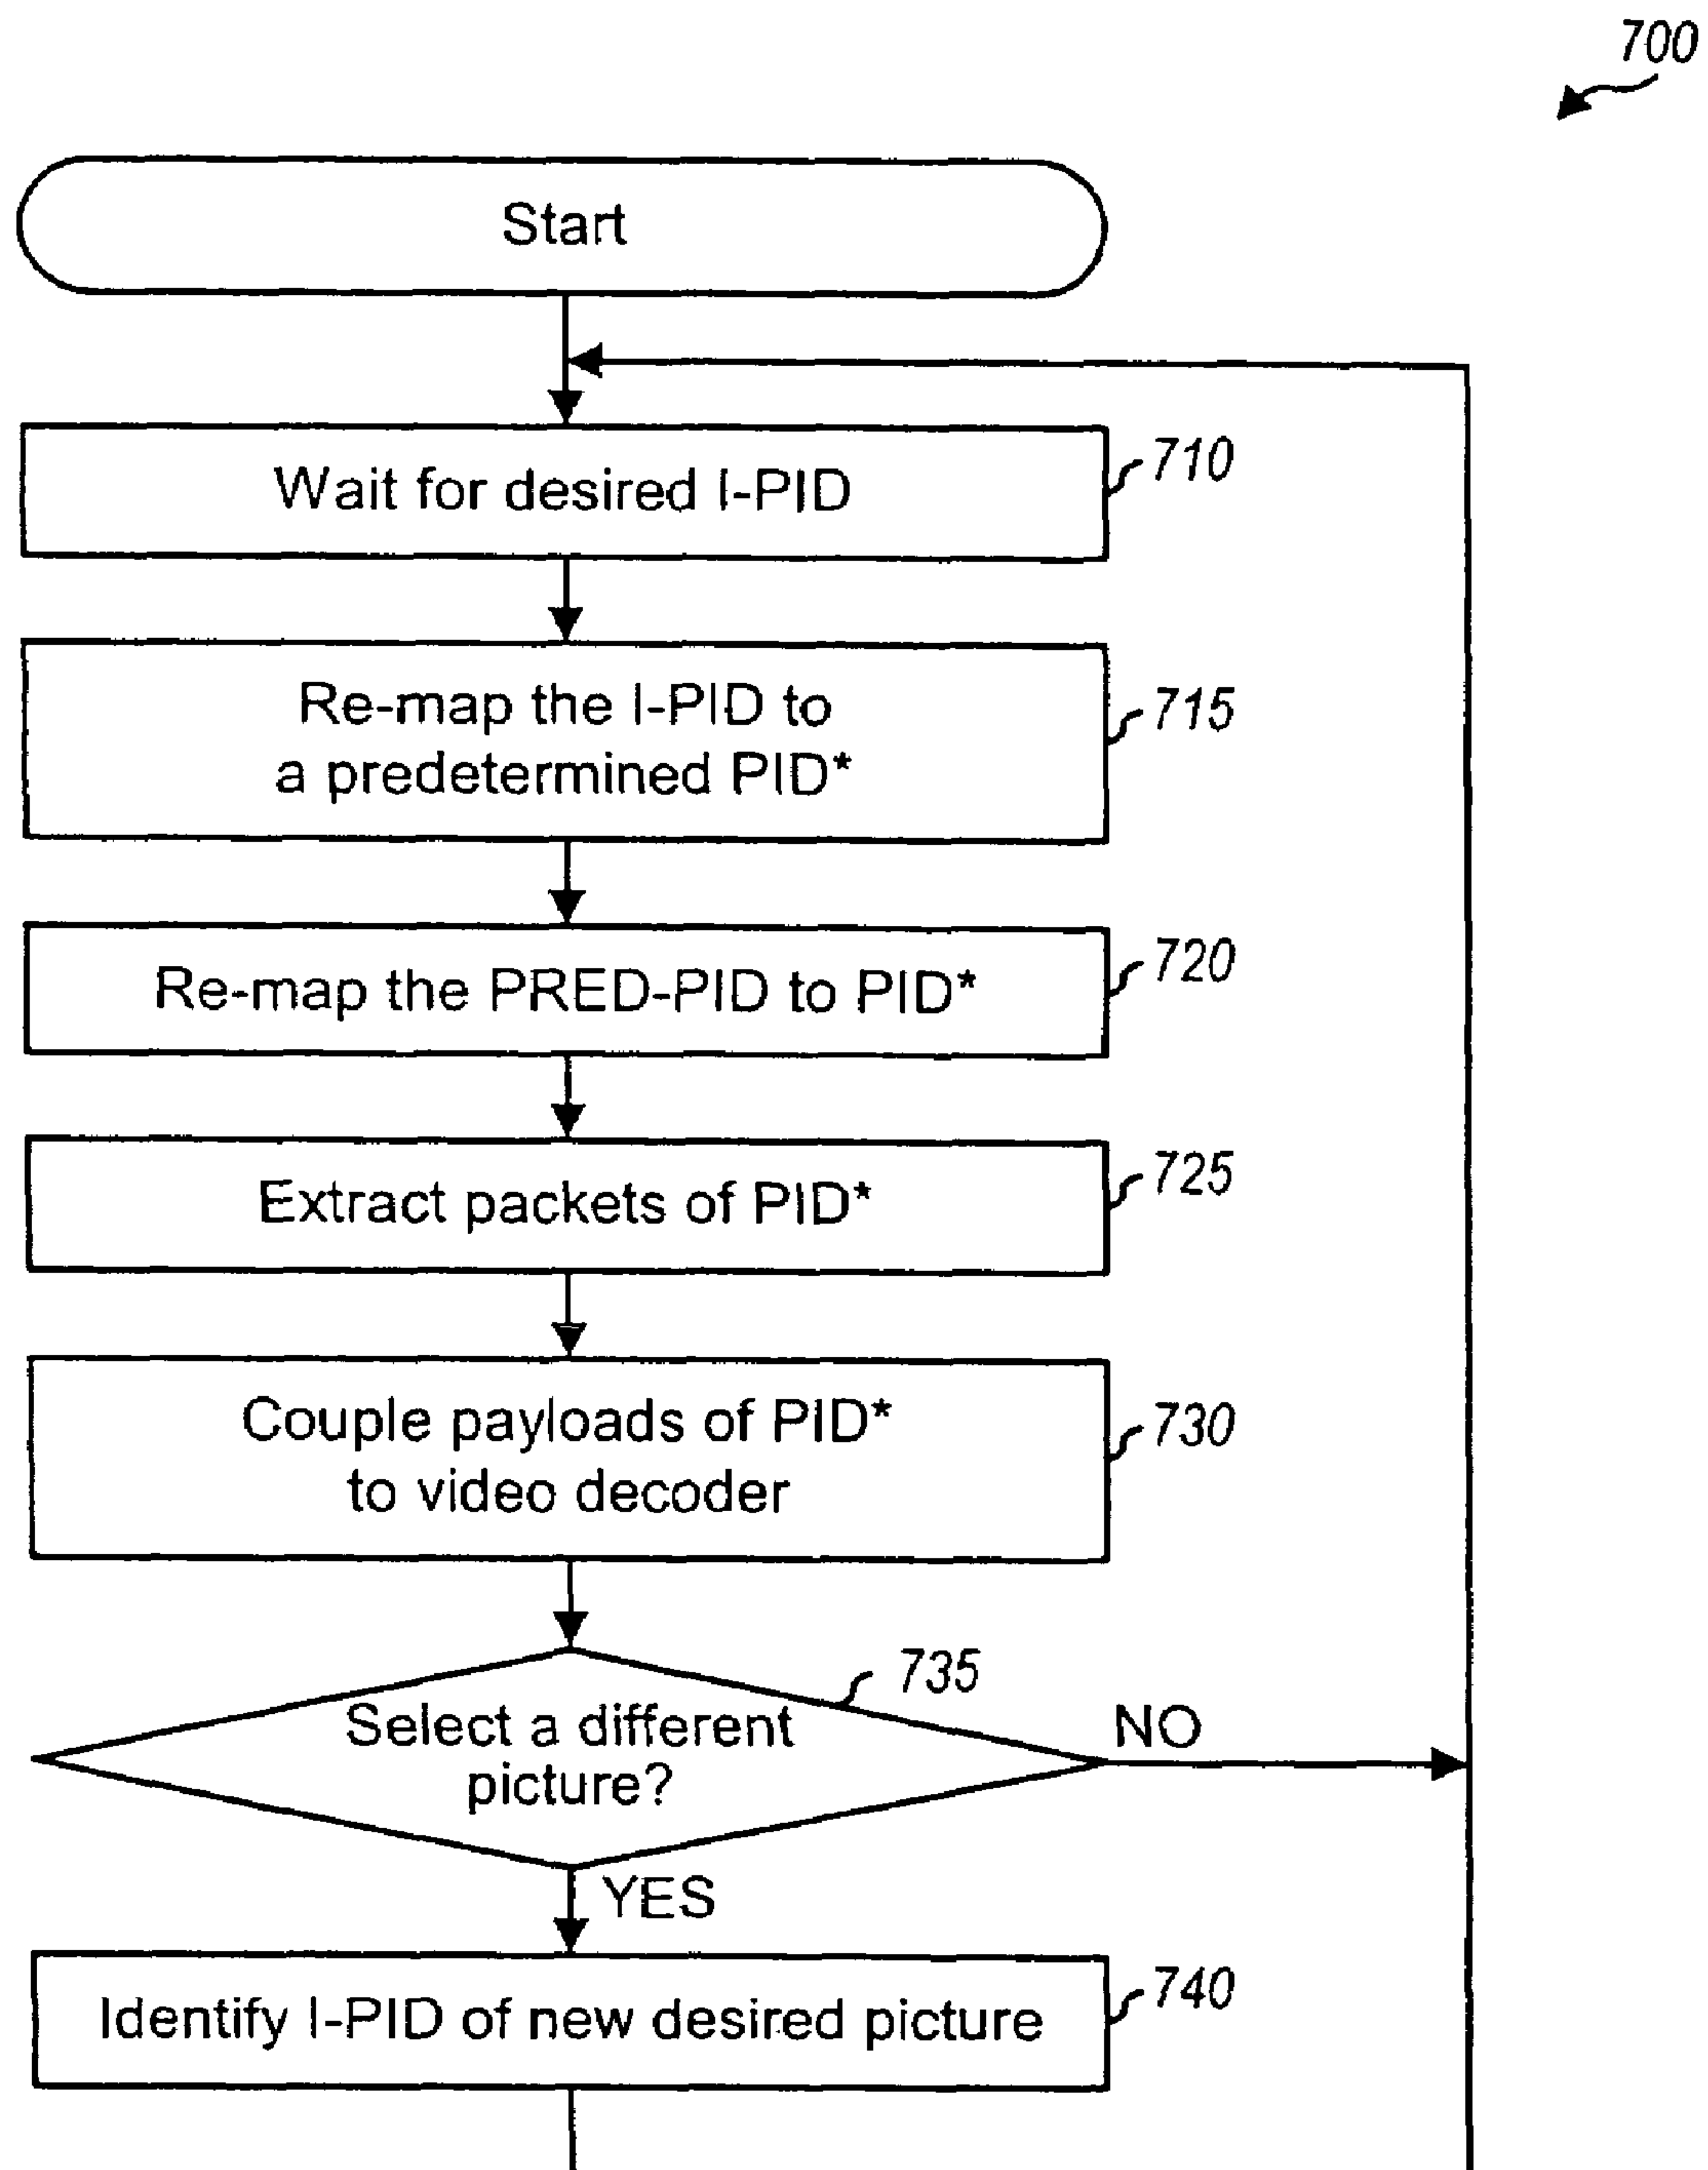 700
Start
Wait for desired I-PID
710
Re-map the I-PID to
a predetermined PID*
715
Re-map the PRED-PID to PID*
720
Extract packets of PID*
725
Couple payloads of PID*
to video decoder
730
735
Select a different
picture?
NO
YES
Identify I-PID of new desired picture
740